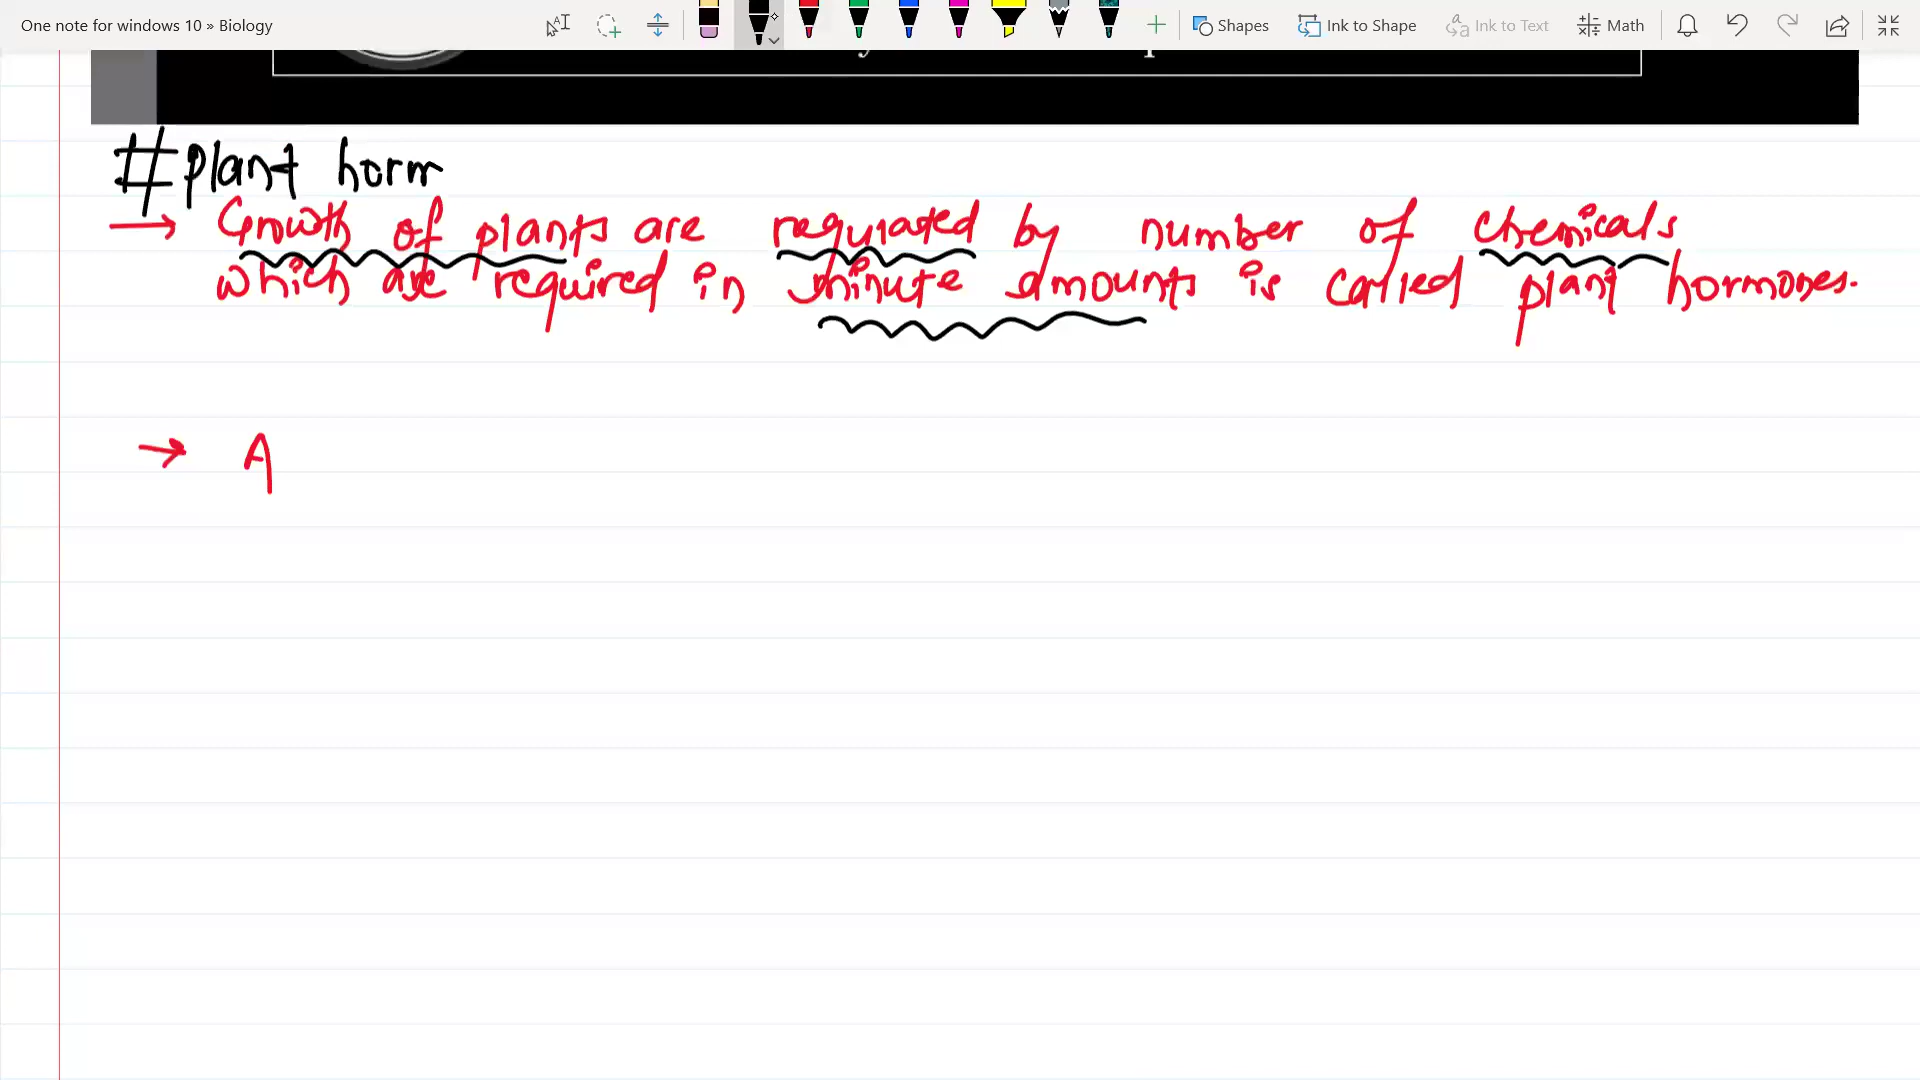 One note for windows 10 » Biology
Shapes
Ink to Shape
Ink to Text
Math
#plant horm
→ Growth of plants are regulated by number of chemicals
which are required in minute amounts is called plant hormones.
→ A